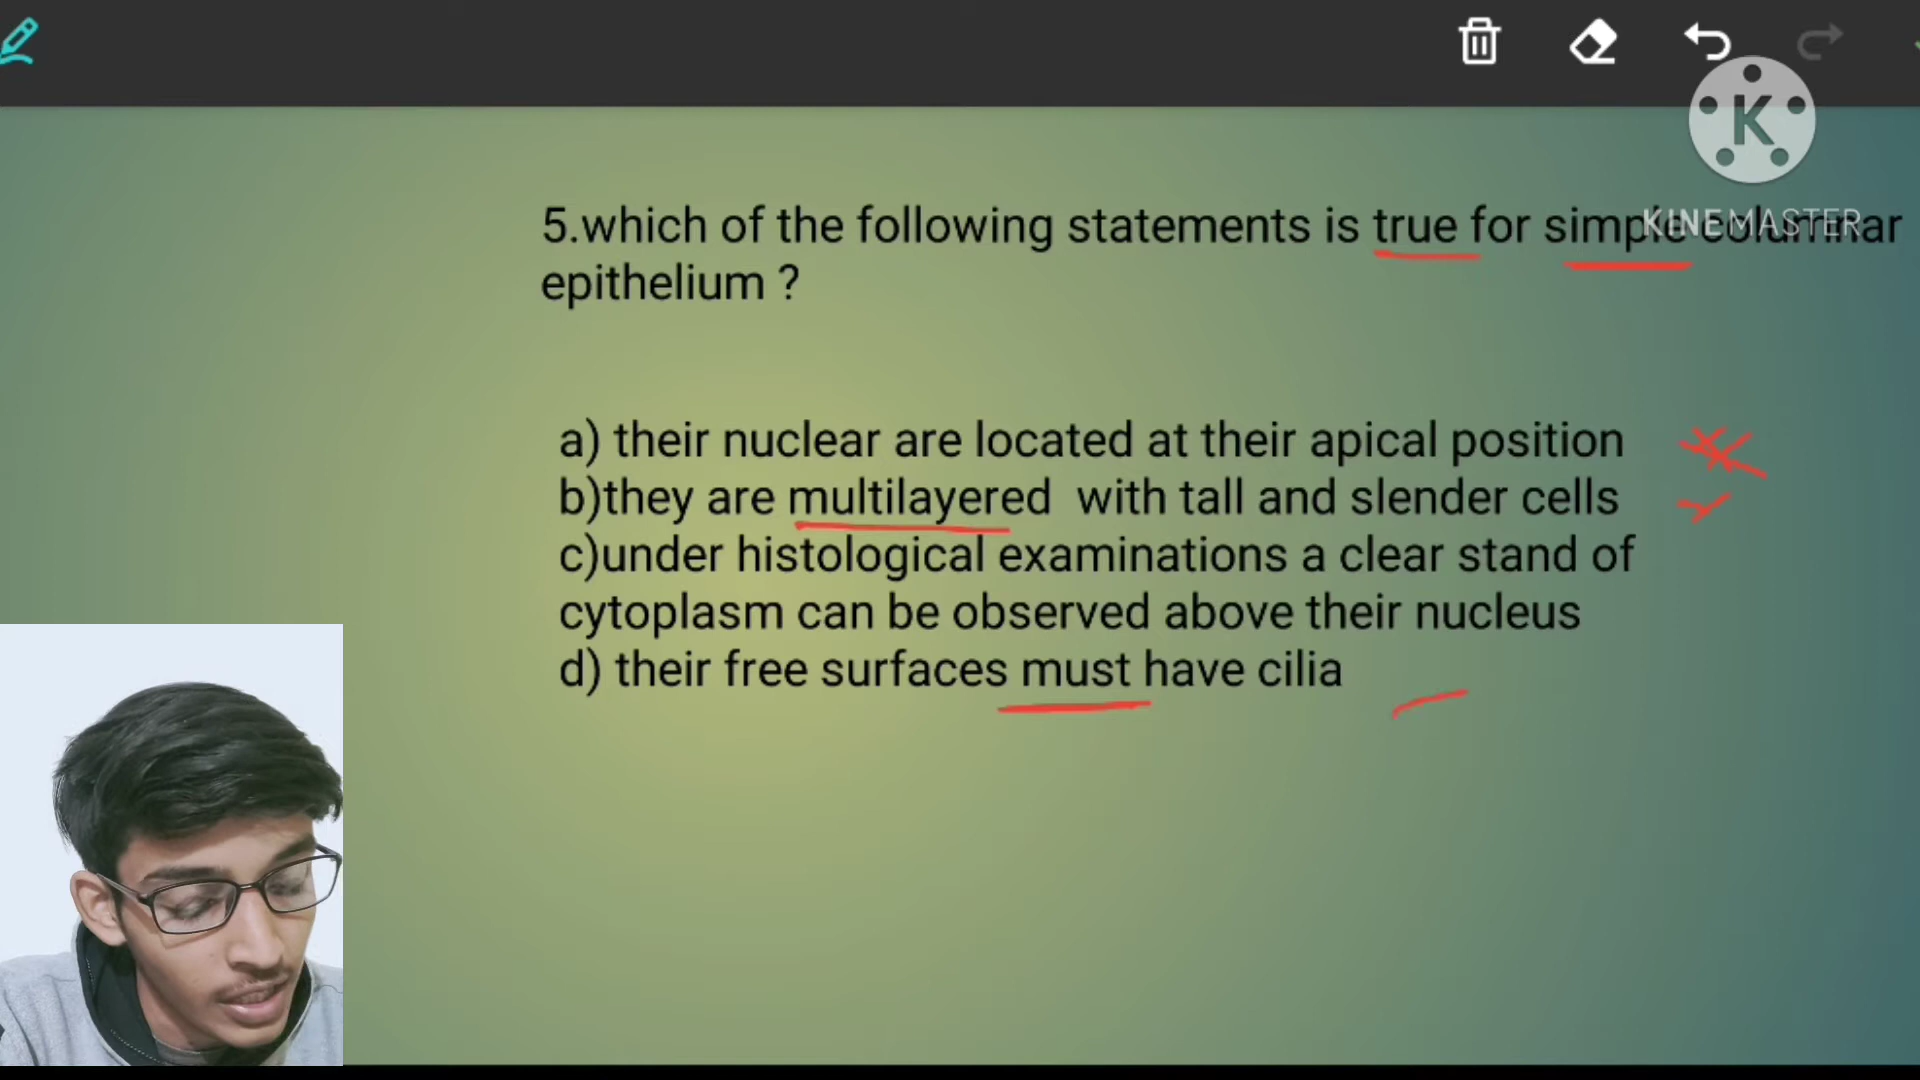 K
KINEMASTER
5.which of the following statements is true for simple columnar
epithelium ?
a) their nuclear are located at their apical position
b)they are multilayered with tall and slender cells
c)under histological examinations a clear stand of
cytoplasm can be observed above their nucleus
d) their free surfaces must have cilia